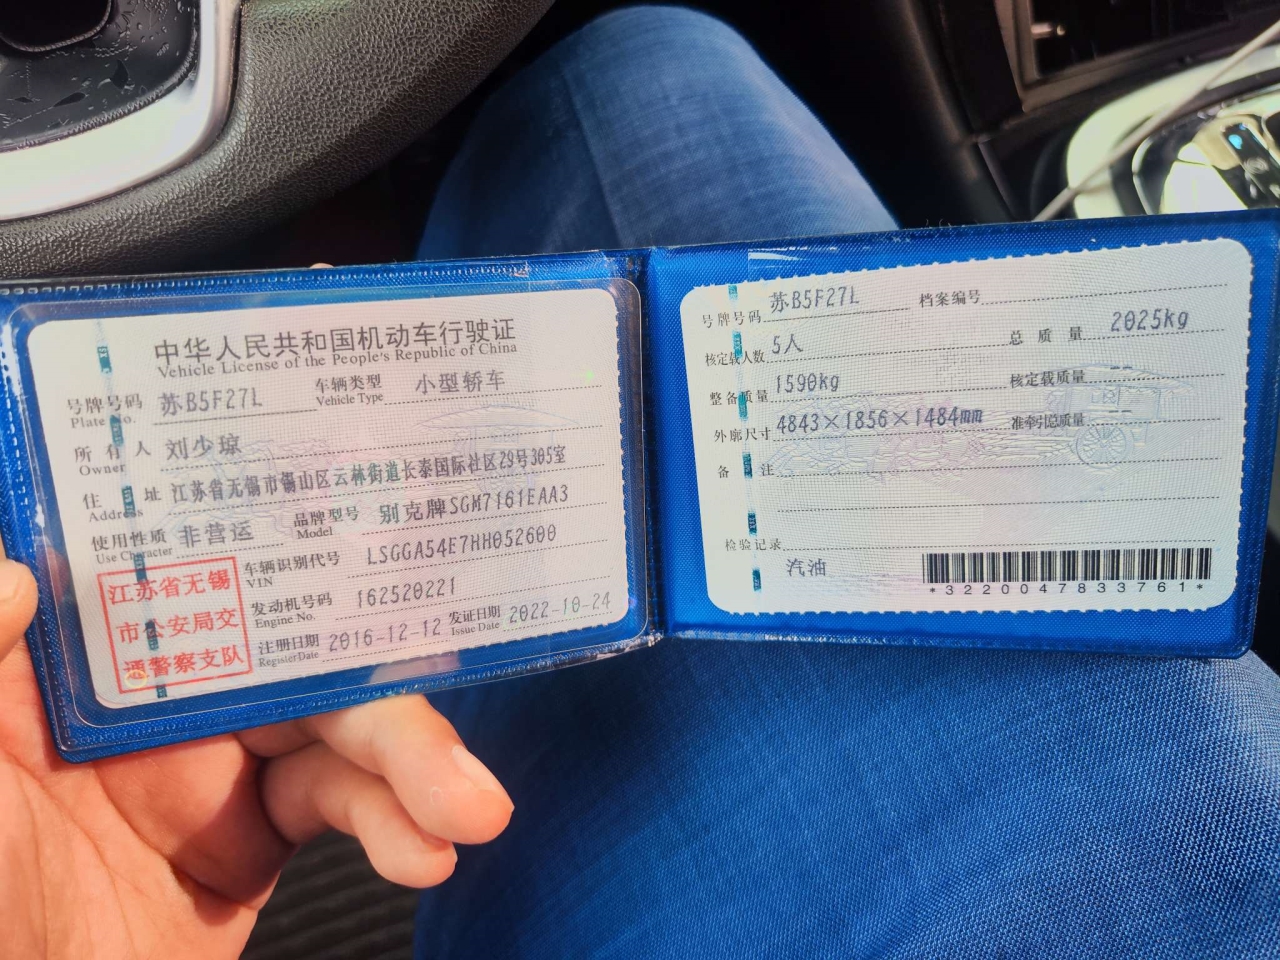 中华人民共和国机动车行驶证
Vehicle License of the People's Republic of China
号牌号码 苏B5F27L 车辆类型 小型轿车
Plate No. Vehicle Type
所有人 刘少琼
Owner
住址 江苏省无锡市锡山区云林街道长泰国际社区29号305室
Address
使用性质 非营运 品牌型号 别克牌SGM7161EAA3
Use Character Model
车辆识别代号 LSGGA54E7HH052600
VIN
发动机号码 162520221
Engine No.
注册日期 2016-12-12 发证日期 2022-10-24
Register Date Issue Date
江苏省无锡
市公安局交
通警察支队
号牌号码 苏B5F27L 档案编号
核定载人数 5人 总质量 2025kg
整备质量 1590kg 核定载质量 --
外廓尺寸 4843×1856×1484mm 准牵引总质量 --
备注
检验记录
汽油
*3220047833761*